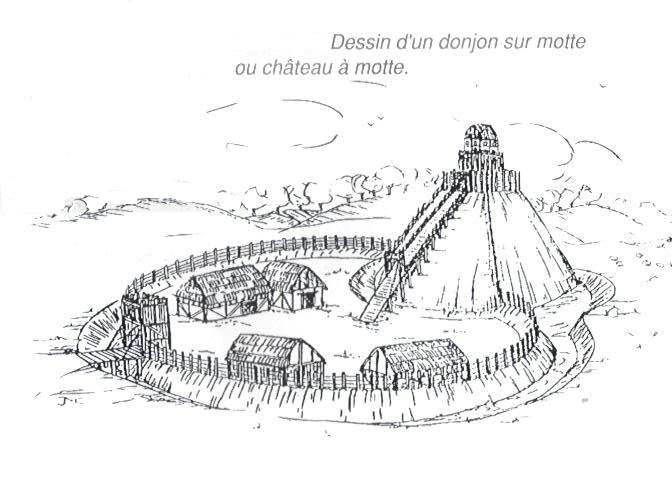 Dessin d'un donjon sur motte
ou château à motte.